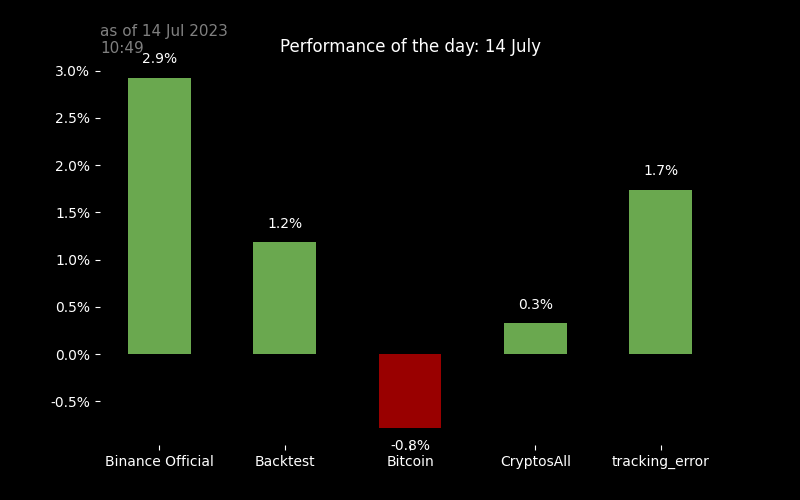 as of 14 Jul 2023
10:49
Performance of the day: 14 July
3.0%
2.5%
2.0%
1.5%
1.0%
0.5%
0.0%
-0.5%
2.9%
1.2%
-0.8%
0.3%
1.7%
Binance Official
Backtest
Bitcoin
CryptosAll
tracking_error